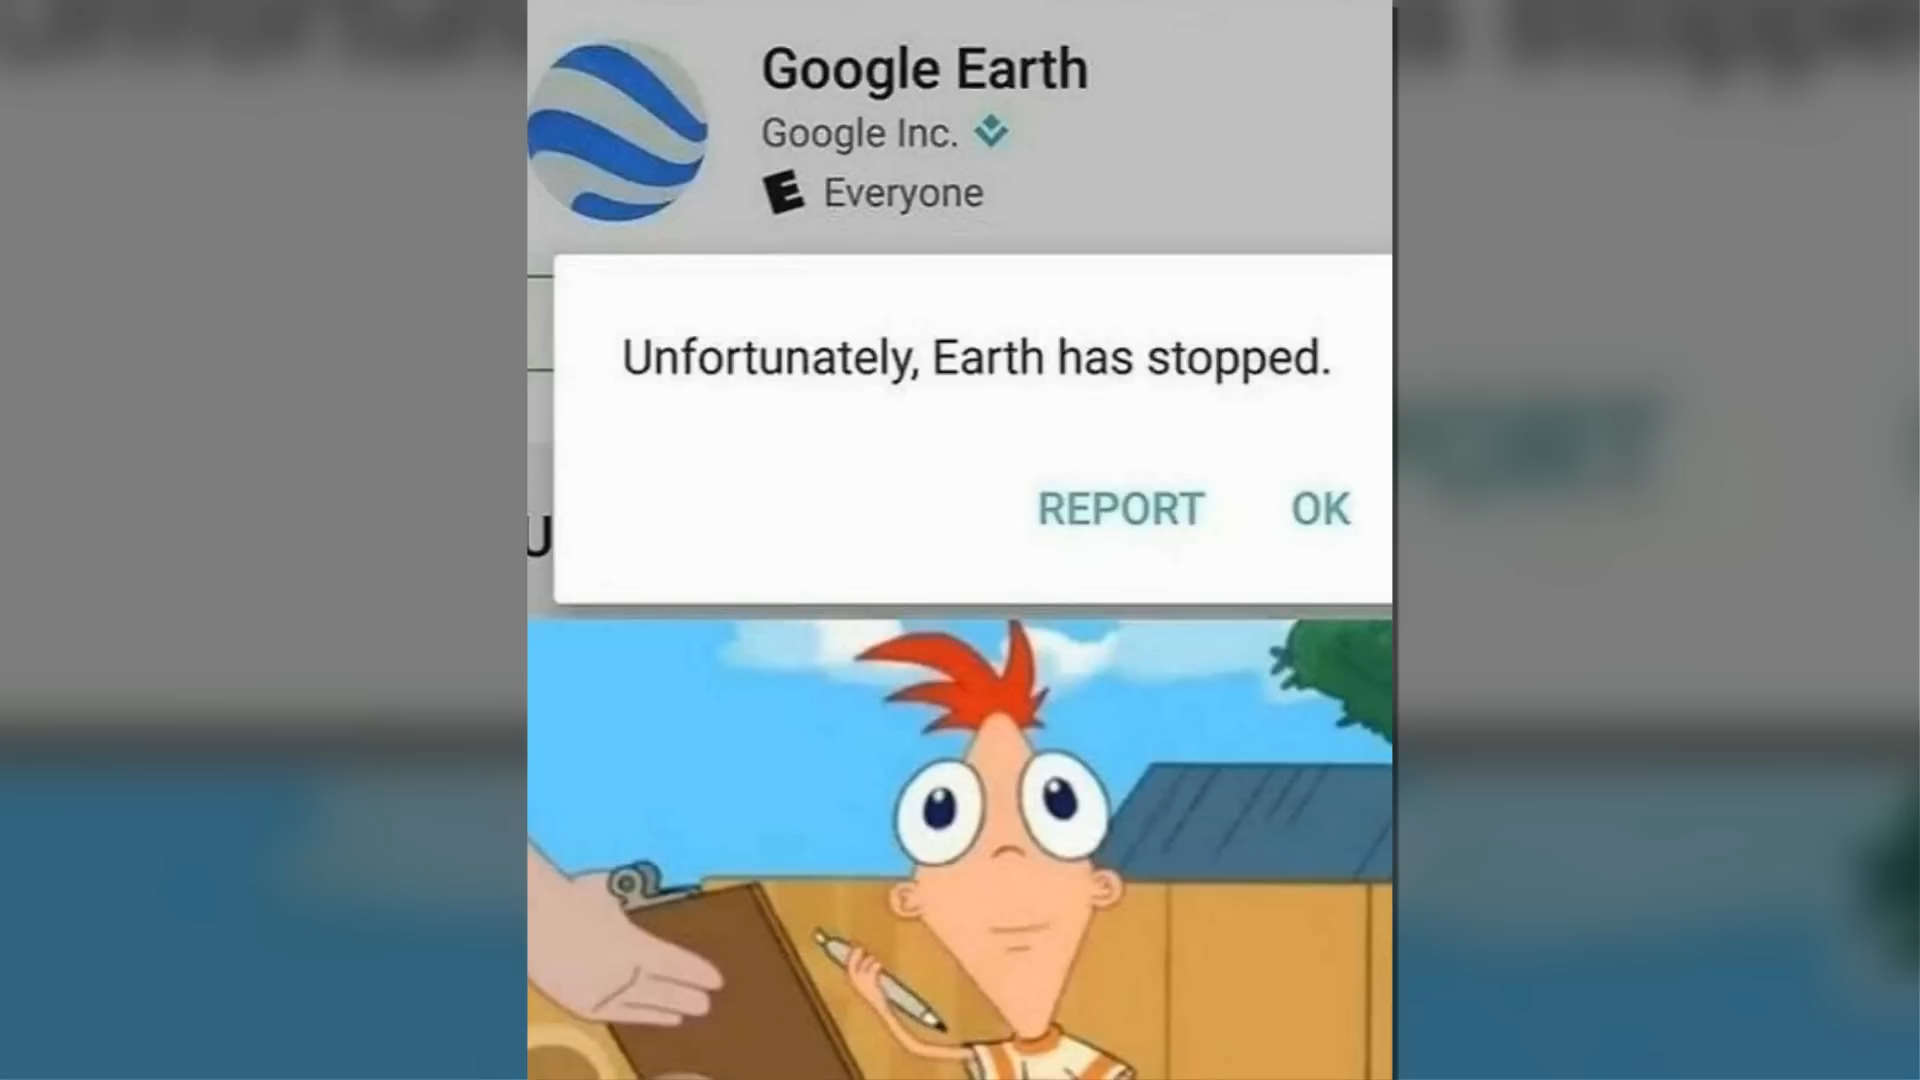 Google Earth
Google Inc.
E Everyone
Unfortunately, Earth has stopped.
REPORT OK
U